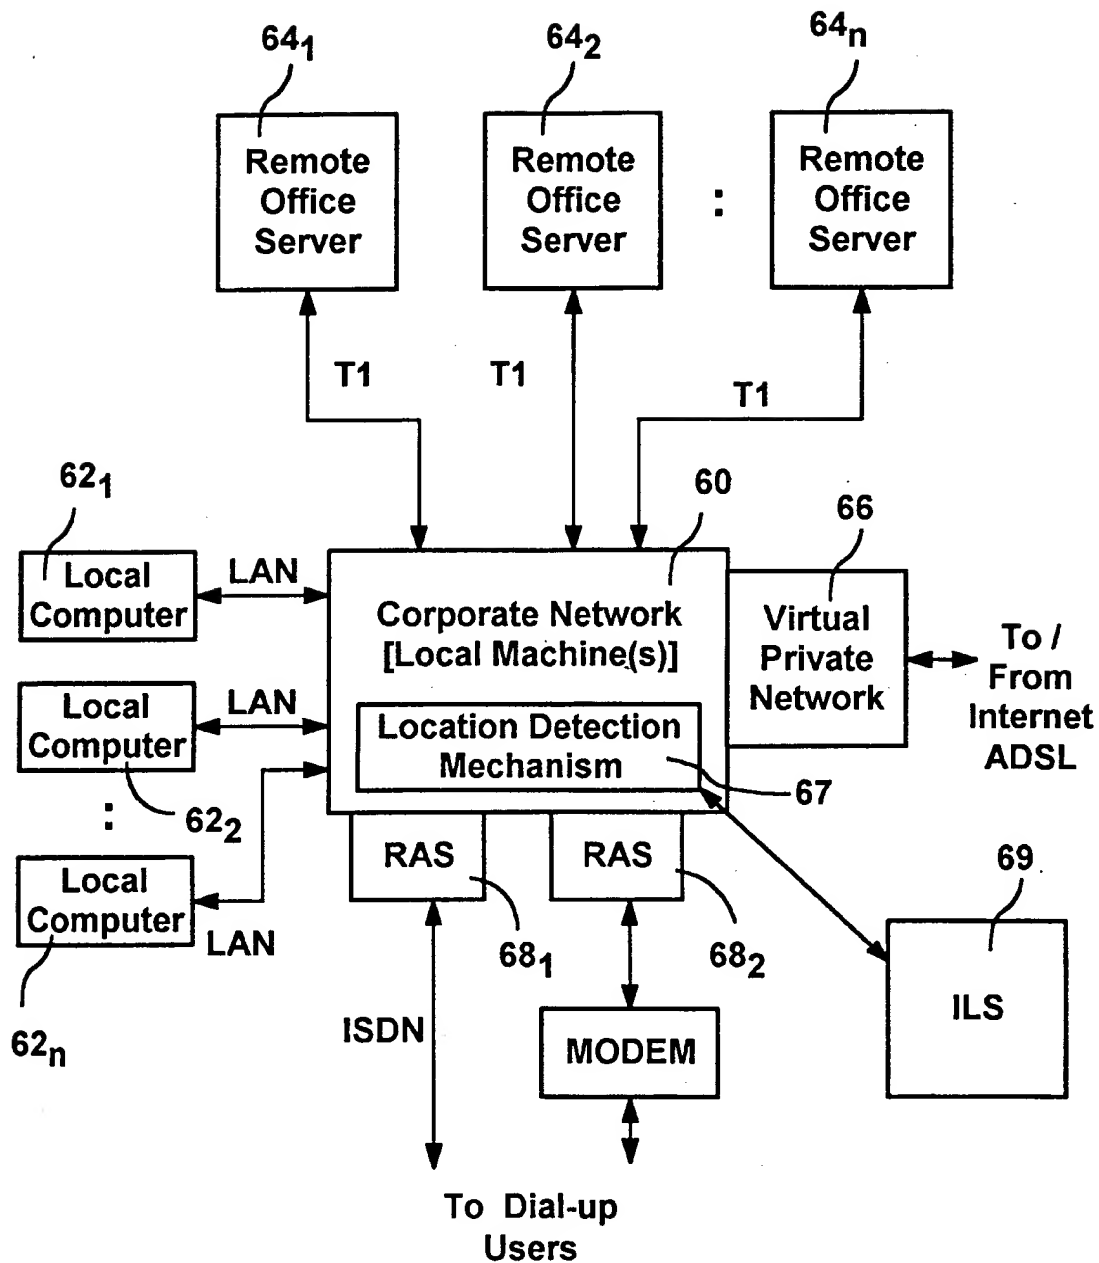 64₁
64₂
64ₙ
Remote
Office
Server
Remote
Office
Server
:
Remote
Office
Server
T1
T1
T1
62₁
60
66
Local
Computer
LAN
Corporate Network
[Local Machine(s)]
Virtual
Private
Network
To /
From
Internet
ADSL
Local
Computer
LAN
Location Detection
Mechanism
67
:
62₂
Local
Computer
LAN
RAS
RAS
69
68₁
68₂
62ₙ
ISDN
MODEM
ILS
To Dial-up
Users